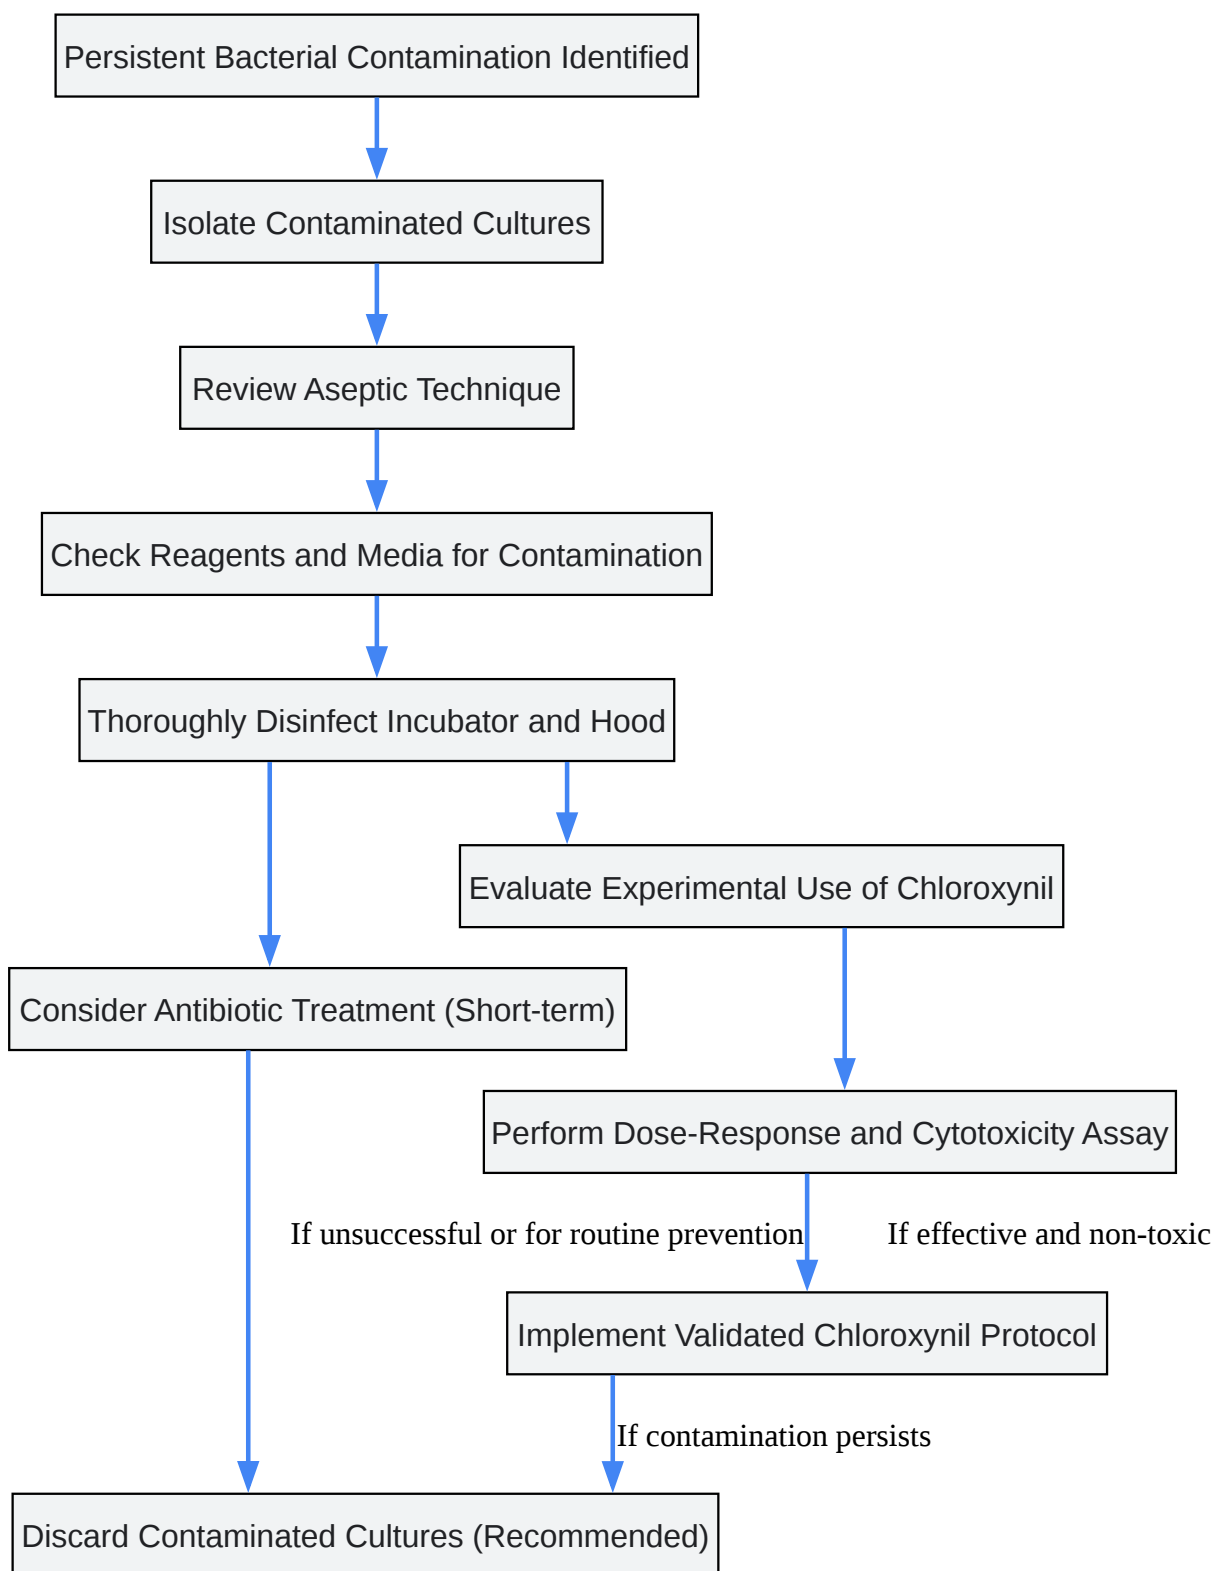 Persistent Bacterial Contamination Identified
Isolate Contaminated Cultures
Review Aseptic Technique
Check Reagents and Media for Contamination
Thoroughly Disinfect Incubator and Hood
Evaluate Experimental Use of Chloroxynil
Consider Antibiotic Treatment (Short-term)
Perform Dose-Response and Cytotoxicity Assay
If unsuccessful or for routine prevention
If effective and non-toxic
Implement Validated Chloroxynil Protocol
If contamination persists
Discard Contaminated Cultures (Recommended)